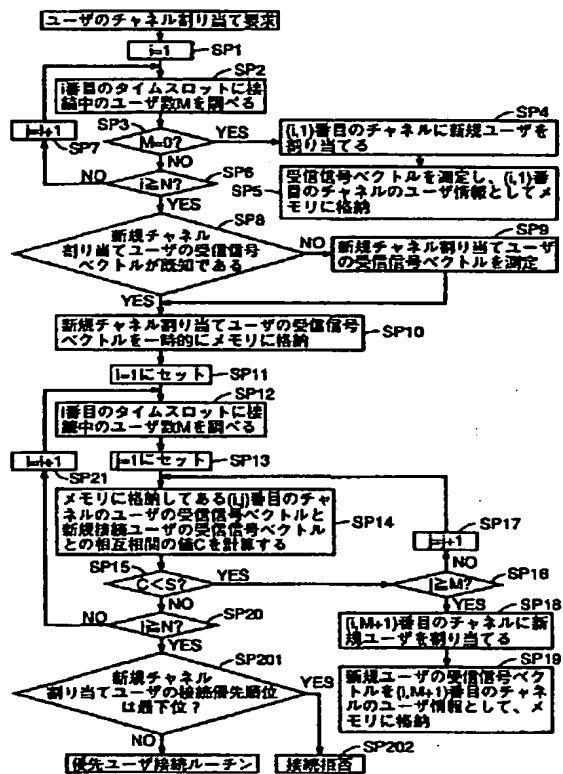 ユーザのチャネル割り当て要求
i=1
SP1
SP2
i番目のタイムスロットに接
続中のユーザ数Mを調べる
i=i+1
SP7
SP3
M=0?
YES
NO
SP4
(i,1)番目のチャネルに新規ユーザを
割り当てる
SP6
i≧N?
NO
YES
SP5
受信信号ベクトルを測定し、(i,1)番
目のチャネルのユーザ情報としてメ
モリに格納
SP8
新規チャネル
割り当てユーザの受信信号
ベクトルが既知である
NO
YES
SP9
新規チャネル割り当てユーザ
の受信信号ベクトルを測定
新規チャネル割り当てユーザの受信信号
ベクトルを一時的にメモリに格納
SP10
i=1にセット
SP11
SP12
i番目のタイムスロットに接
続中のユーザ数Mを調べる
i=i+1
SP21
j=1にセット
SP13
メモリに格納してある(i,j)番目のチャ
ネルのユーザの受信信号ベクトルと
新規接続ユーザの受信信号ベクトル
との相互相関の値Cを計算する
SP14
SP17
j=j+1
NO
SP15
C<S?
YES
NO
j≧M?
SP16
YES
i≧N?
SP20
NO
YES
SP18
(i,M+1)番目のチャネルに新
規ユーザを割り当てる
SP19
新規ユーザの受信信号ベク
トルを(i,M+1)番目のチャネル
のユーザ情報として、メ
モリに格納
SP201
新規チャネル
割り当てユーザの接続優先順位
は最下位？
YES
NO
優先ユーザ接続ルーチン
接続拒否
SP202